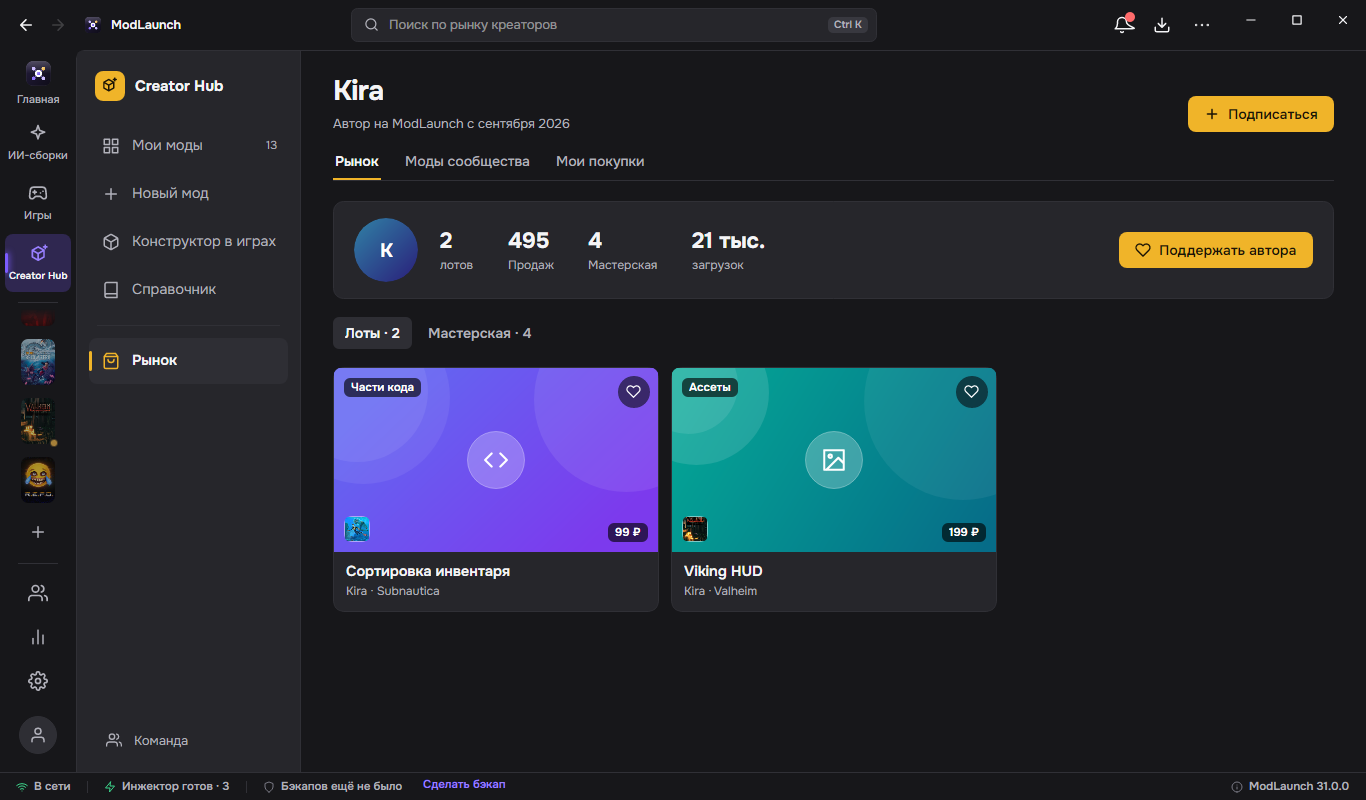 ModLaunch
Поиск по рынку креаторов
Ctrl K
Главная
ИИ-сборки
Игры
Creator Hub
Creator Hub
Мои моды
13
Новый мод
Конструктор в играх
Справочник
Рынок
Команда
Kira
Автор на ModLaunch с сентября 2026
Подписаться
Рынок
Моды сообщества
Мои покупки
K
2
лотов
495
Продаж
4
Мастерская
21 тыс.
загрузок
Поддержать автора
Лоты · 2
Мастерская · 4
Части кода
99 ₽
Сортировка инвентаря
Kira · Subnautica
Ассеты
199 ₽
Viking HUD
Kira · Valheim
В сети
Инжектор готов · 3
Бэкапов ещё не было
Сделать бэкап
ModLaunch 31.0.0